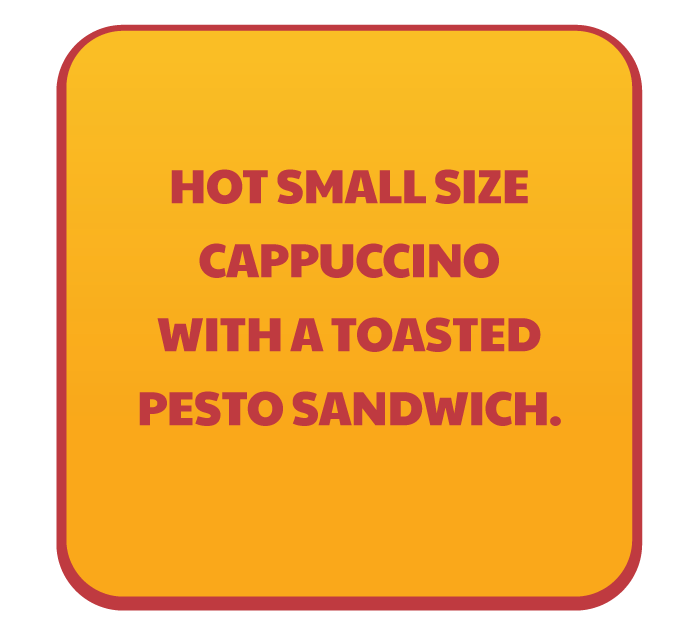 HOT SMALL SIZE
CAPPUCCINO
WITH A TOASTED
PESTO SANDWICH.